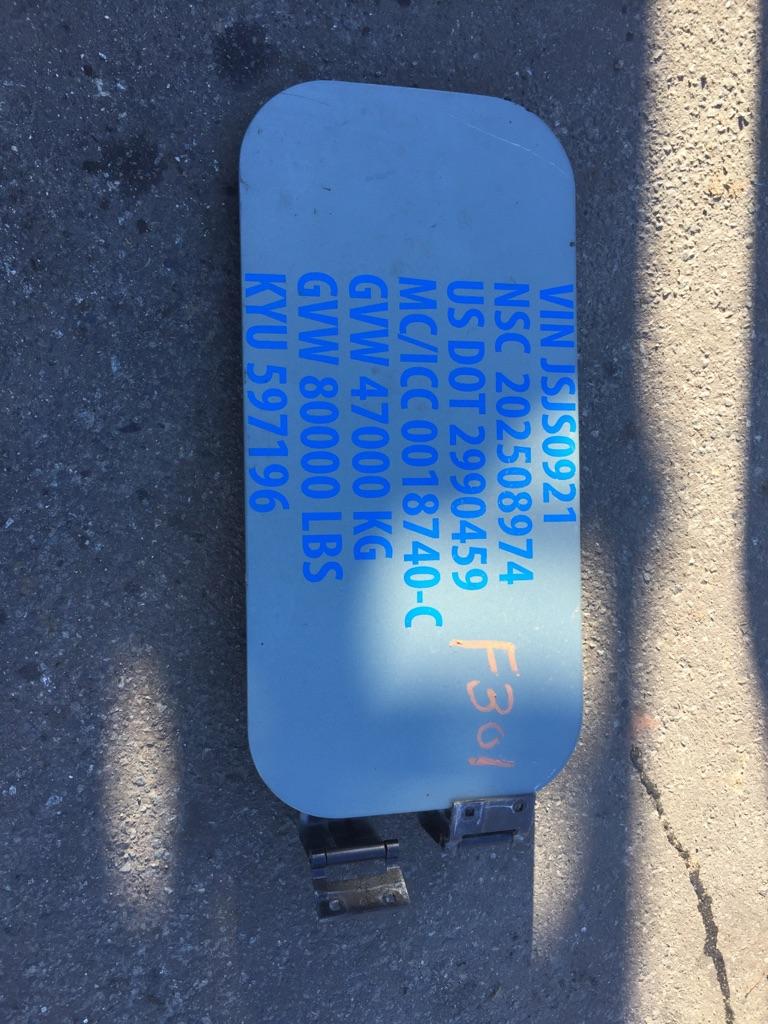 VIN JSJS0921
NSC 202508974
US DOT 2990459
MC/ICC 0018740-C
GVW 47000 KG
GVW 80000 LBS
KYU 597196
F301